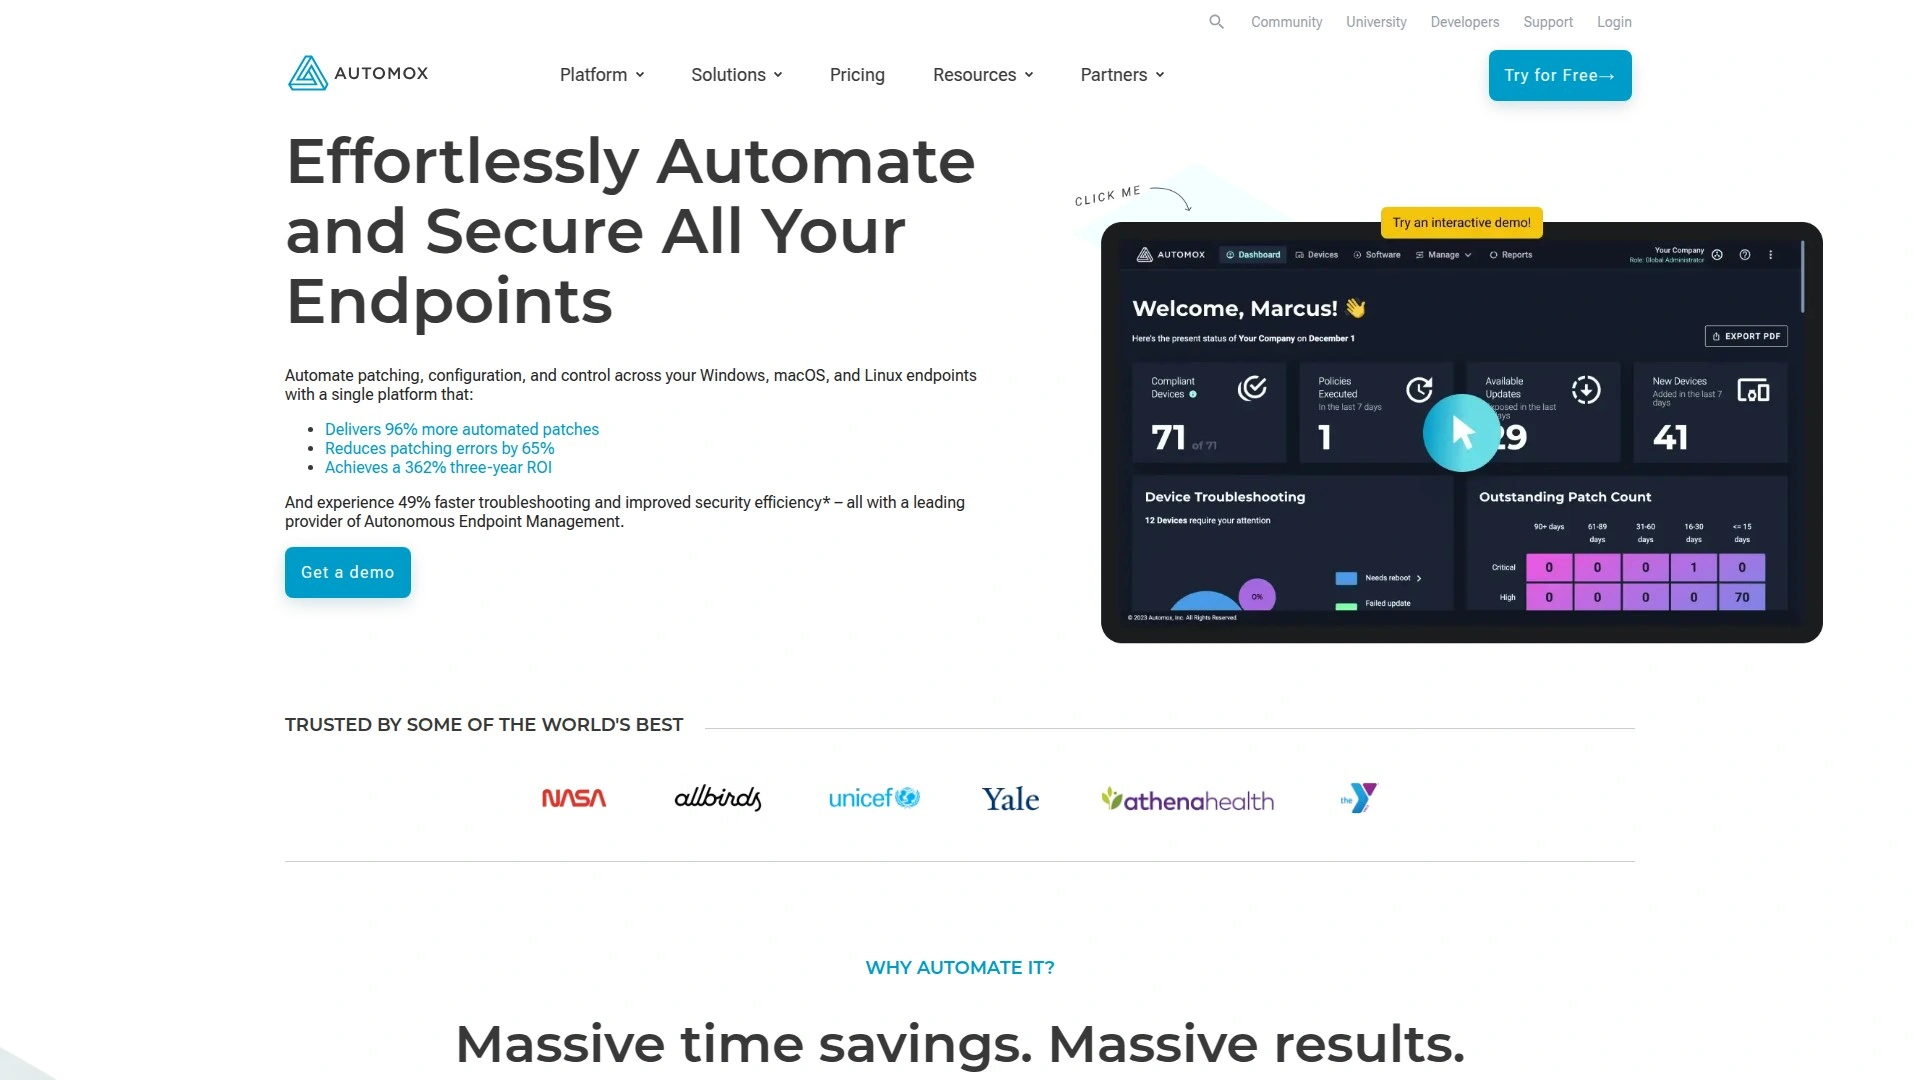 Community University Developers Support Login
AUTOMOX Platform Solutions Pricing Resources Partners Try for Free→
Effortlessly Automate
and Secure All Your
Endpoints
Automate patching, configuration, and control across your Windows, macOS, and Linux endpoints
with a single platform that:
• Delivers 96% more automated patches
• Reduces patching errors by 65%
• Achieves a 362% three-year ROI
And experience 49% faster troubleshooting and improved security efficiency* – all with a leading
provider of Autonomous Endpoint Management.
Get a demo
CLICK ME
Try an interactive demo!
AUTOMOX Dashboard Devices Software Manage Reports
Your Company
Role: Global Administrator
Welcome, Marcus! 👋
Here's the present status of Your Company on December 1
EXPORT PDF
Compliant
Devices
71 of 71
Policies
Executed
In the last 7 days
1
Available
Updates
in the last
29
New Devices
Added in the last 7
days
41
Device Troubleshooting
12 Devices require your attention
0%
Needs reboot
Failed update
Outstanding Patch Count
90+ days 61-89 days 31-60 days 16-30 days <= 15 days
Critical 0 0 0 1 0
High 0 0 0 0 70
© 2023 Automox, Inc. All Rights Reserved.
TRUSTED BY SOME OF THE WORLD'S BEST
NASA allbirds unicef Yale athenahealth the Y
WHY AUTOMATE IT?
Massive time savings. Massive results.